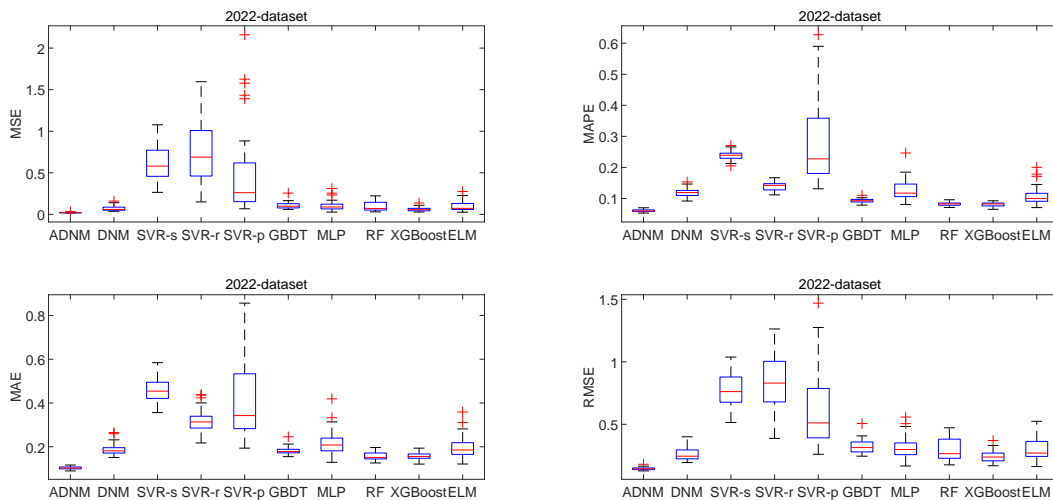 2022-dataset
MSE
2
1.5
1
0.5
0
ADNM DNM SVR-s SVR-r SVR-p GBDT MLP RF XGBoost ELM
2022-dataset
MAPE
0.6
0.5
0.4
0.3
0.2
0.1
ADNM DNM SVR-s SVR-r SVR-p GBDT MLP RF XGBoost ELM
2022-dataset
MAE
0.8
0.6
0.4
0.2
ADNM DNM SVR-s SVR-r SVR-p GBDT MLP RF XGBoost ELM
2022-dataset
RMSE
1.5
1
0.5
ADNM DNM SVR-s SVR-r SVR-p GBDT MLP RF XGBoost ELM